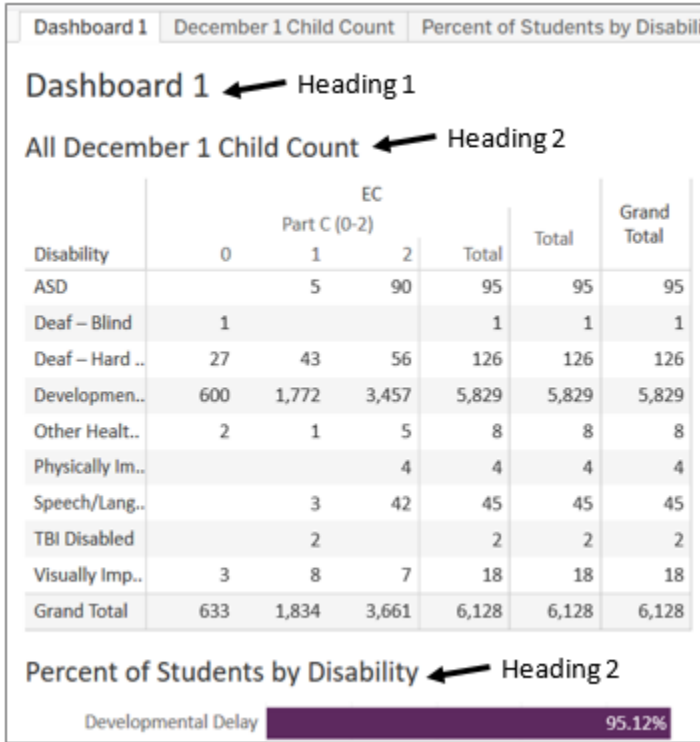 Dashboard 1 December 1 Child Count Percent of Students by Disabili
Dashboard 1 Heading 1
All December 1 Child Count Heading 2
EC
Part C (0-2) Grand
Disability 0 1 2 Total Total Total
ASD 5 90 95 95 95
Deaf – Blind 1 1 1 1
Deaf – Hard .. 27 43 56 126 126 126
Developmen.. 600 1,772 3,457 5,829 5,829 5,829
Other Healt.. 2 1 5 8 8 8
Physically Im.. 4 4 4 4
Speech/Lang.. 3 42 45 45 45
TBI Disabled 2 2 2 2
Visually Imp.. 3 8 7 18 18 18
Grand Total 633 1,834 3,661 6,128 6,128 6,128
Percent of Students by Disability Heading 2
Developmental Delay 95.12%